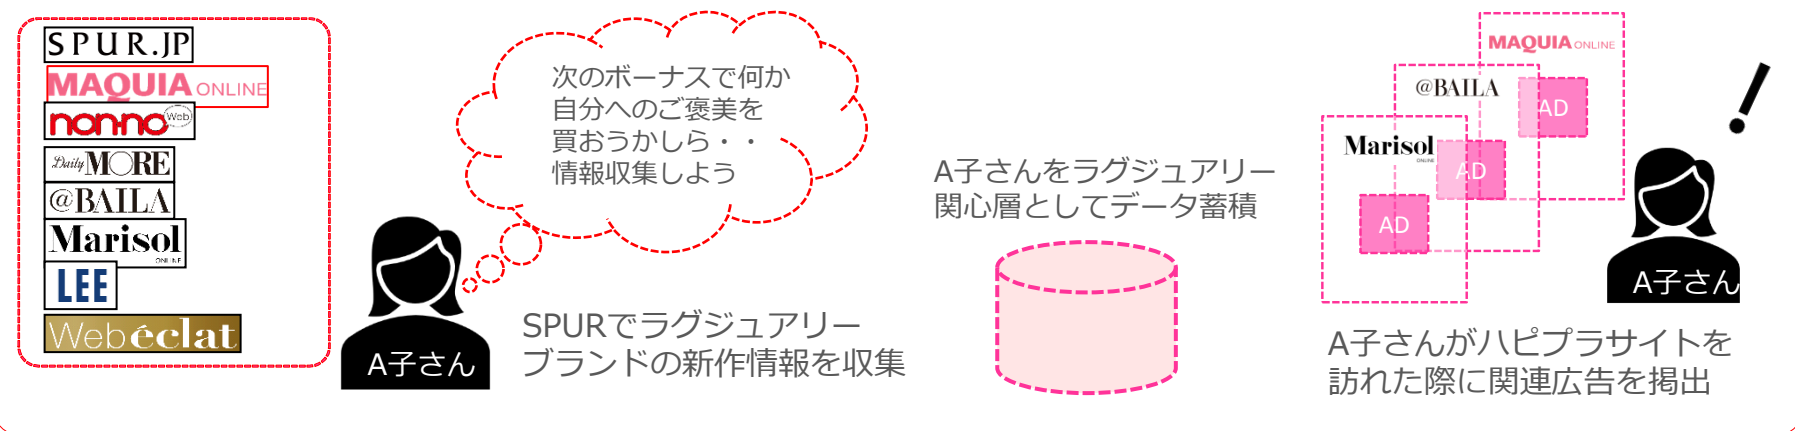 SPUR.JP
MAQUIA ONLINE
non-no Web
Daily MORE
@BAILA
Marisol
ONLINE
LEE
Web éclat
次のボーナスで何か
自分へのご褒美を
買おうかしら・・
情報収集しよう
A子さん
SPURでラグジュアリー
ブランドの新作情報を収集
A子さんをラグジュアリー
関心層としてデータ蓄積
MAQUIA ONLINE
AD
@BAILA
AD
Marisol
ONLINE
AD
!
A子さん
A子さんがハピプラサイトを
訪れた際に関連広告を掲出